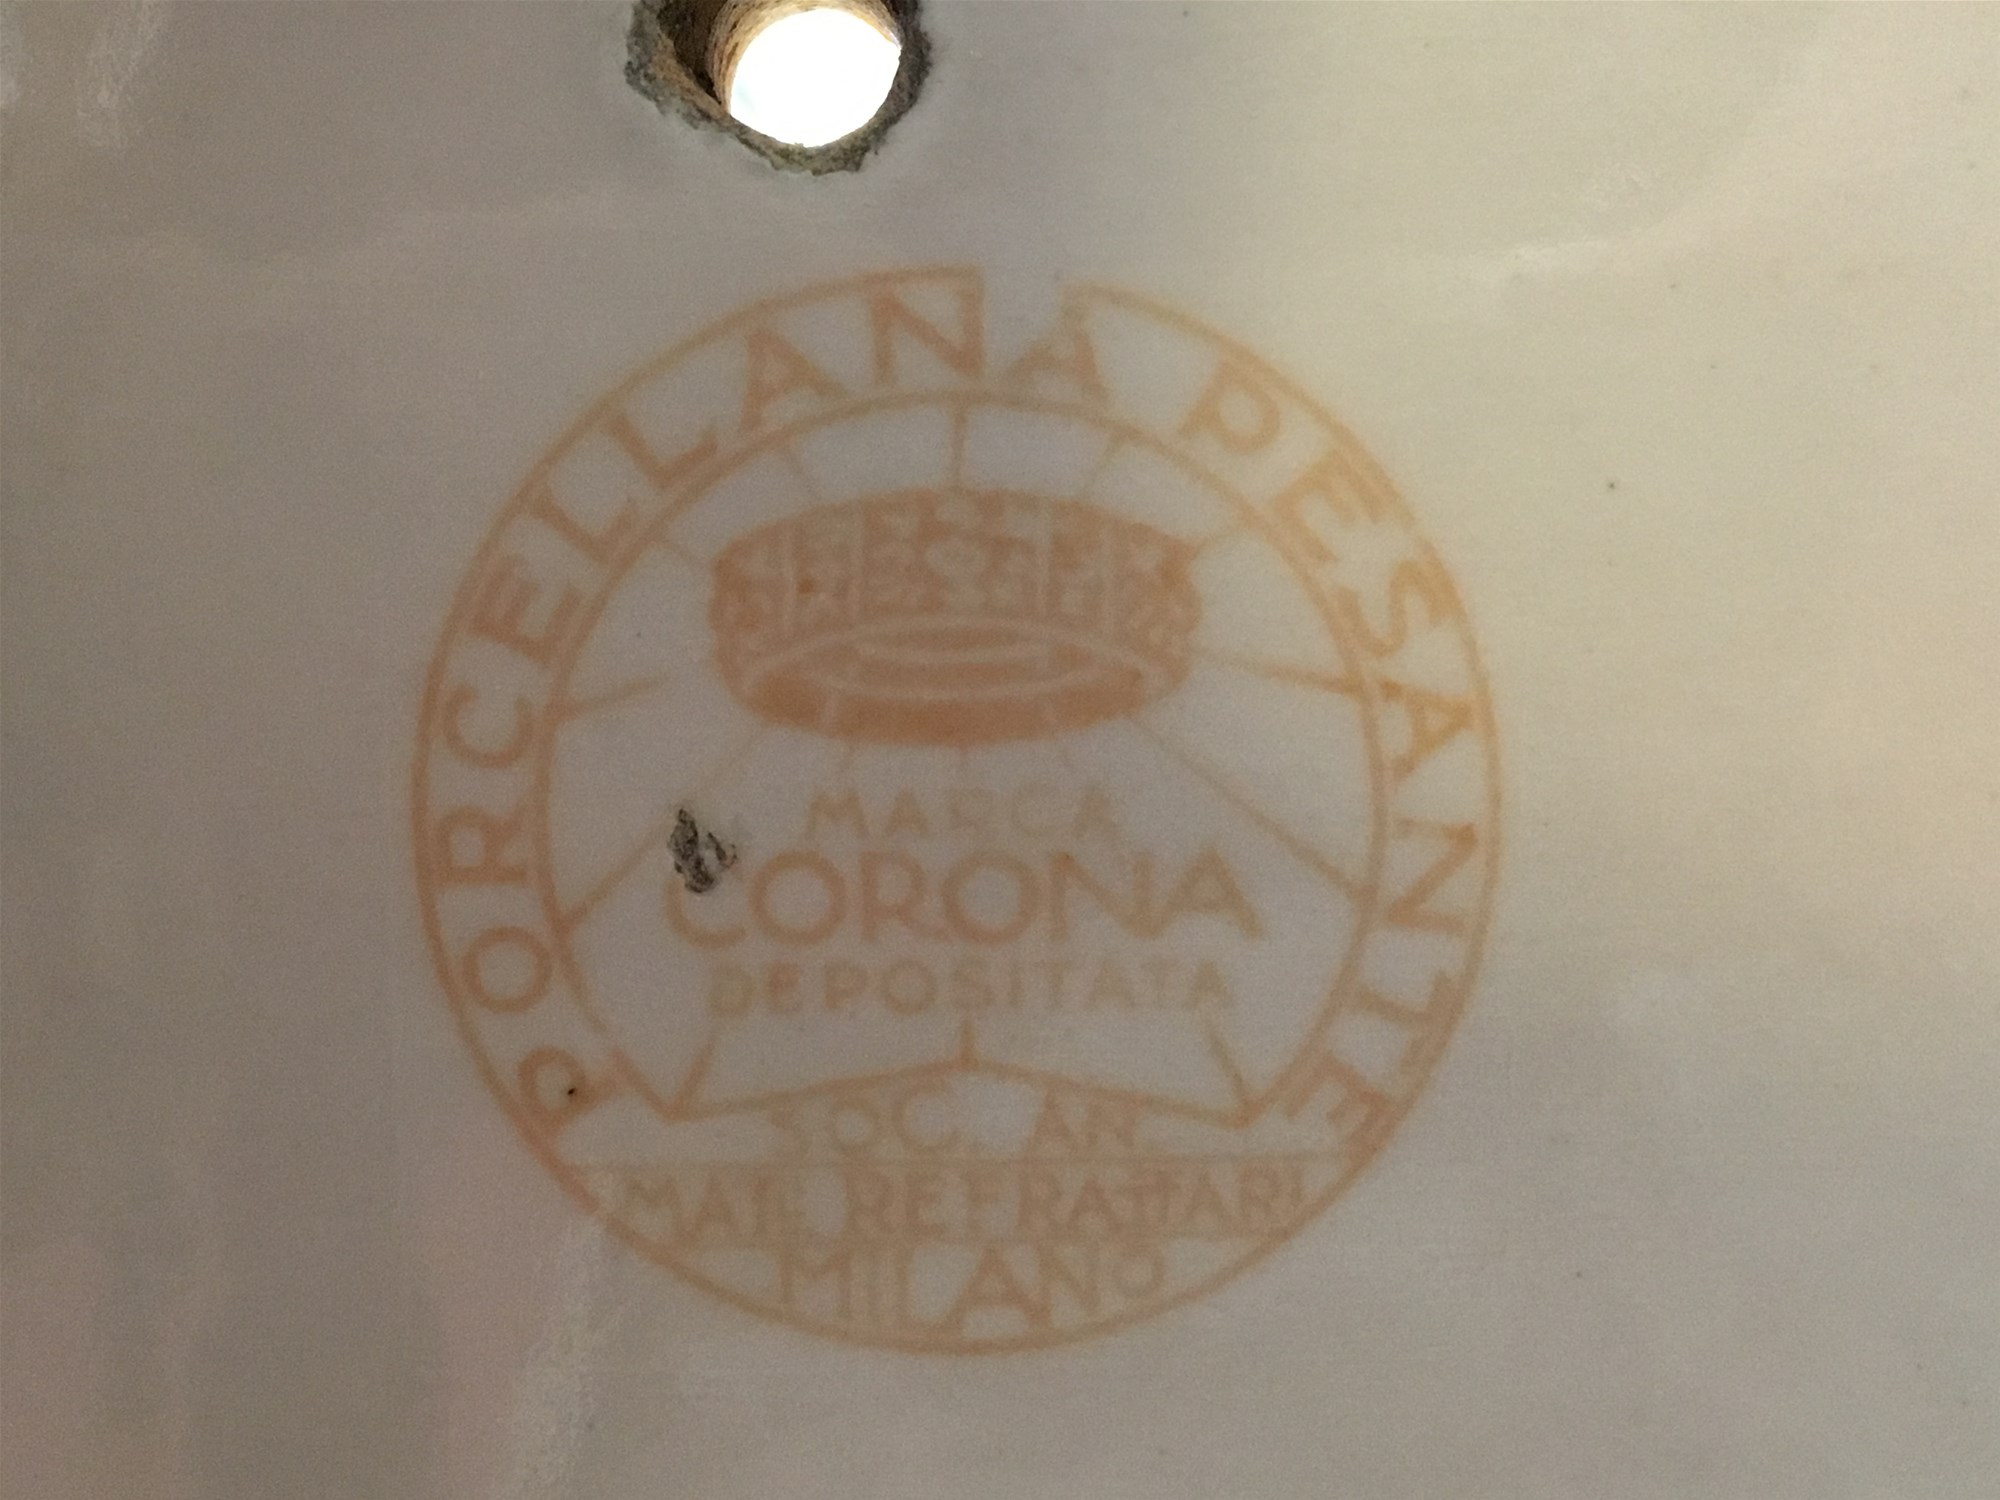 PORCELLANA PESANTE
MARCA
CORONA
DEPOSITATA
SOC. AN
MAT. REFRATTARI
MILANO